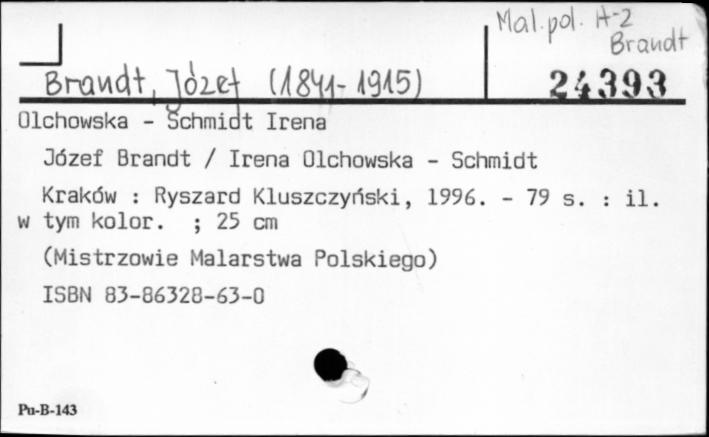 Mal. pol. H-2
Brandt
Brandt, Józef (1841-1915)
24393
Olchowska - Schmidt Irena
Józef Brandt / Irena Olchowska - Schmidt
Kraków : Ryszard Kluszczyński, 1996. - 79 s. : il.
w tym kolor. ; 25 cm
(Mistrzowie Malarstwa Polskiego)
ISBN 83-86328-63-0
Pu-B-143